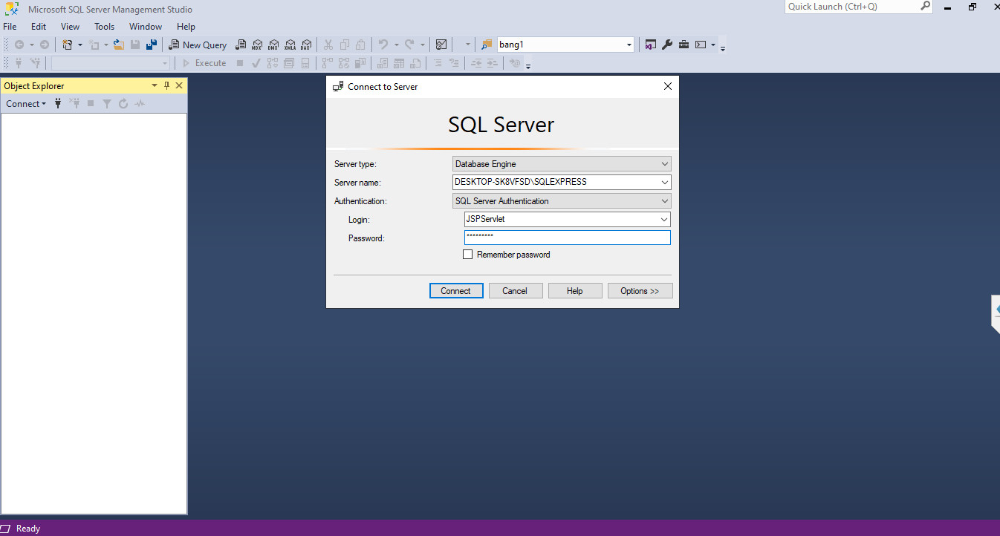 Microsoft SQL Server Management Studio
Quick Launch (Ctrl+Q)
File Edit View Tools Window Help
New Query MDX DMX XMLA DAX bang1
Execute
Object Explorer
Connect
Connect to Server
SQL Server
Server type: Database Engine
Server name: DESKTOP-SK8VFSD\SQLEXPRESS
Authentication: SQL Server Authentication
Login: JSPServlet
Password: *********
Remember password
Connect Cancel Help Options >>
Ready